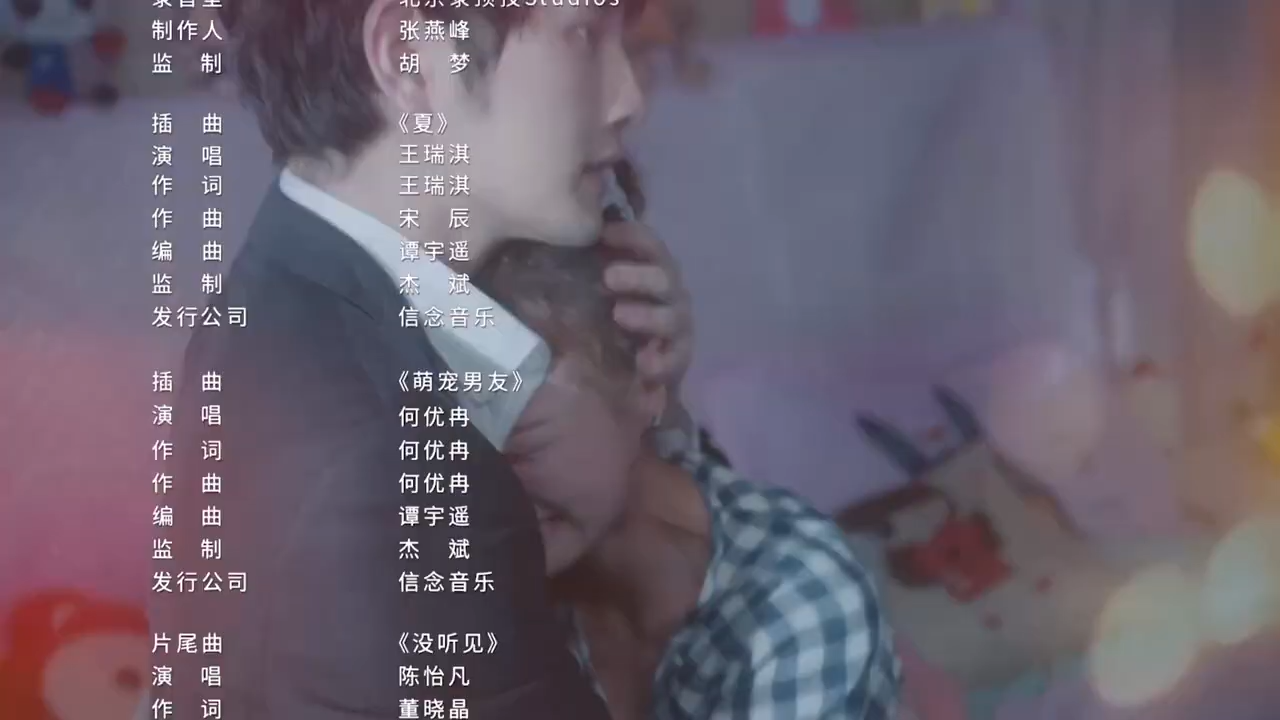 制作人 张燕峰
监 制 胡 梦
插 曲 《夏》
演 唱 王瑞淇
作 词 王瑞淇
作 曲 宋 辰
编 曲 谭宇遥
监 制 杰 斌
发行公司 信念音乐
插 曲 《萌宠男友》
演 唱 何优冉
作 词 何优冉
作 曲 何优冉
编 曲 谭宇遥
监 制 杰 斌
发行公司 信念音乐
片尾曲 《没听见》
演 唱 陈怡凡
作 词 董晓晶